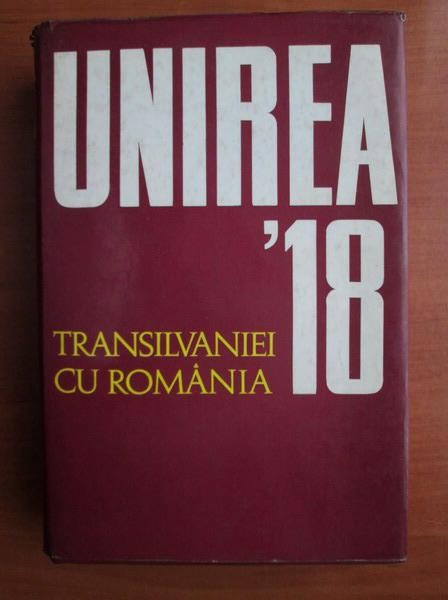 UNIREA
'18
TRANSILVANIEI
CU ROMÂNIA